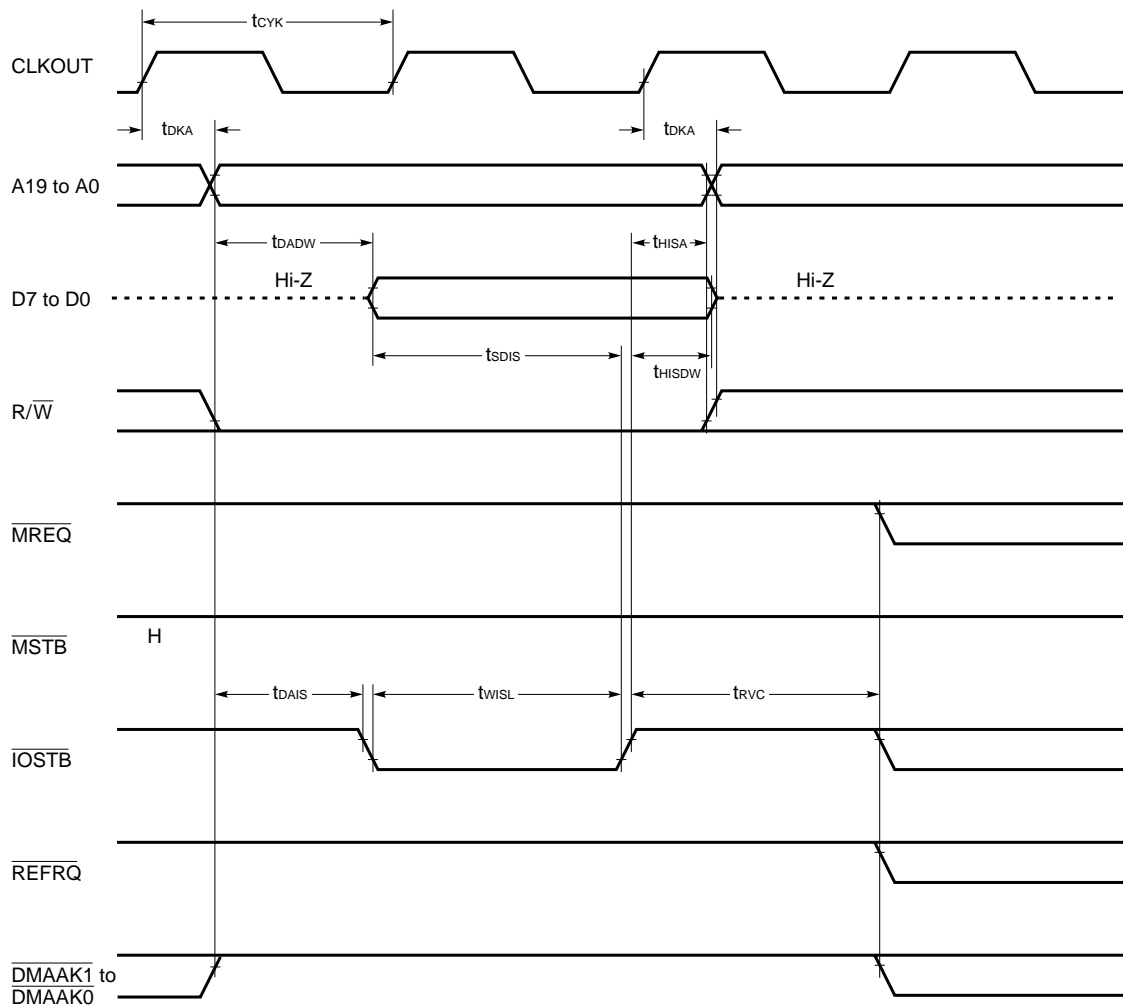 tCYK
CLKOUT
tDKA tDKA
A19 to A0
tDADW tHISA
Hi-Z Hi-Z
D7 to D0
tSDIS
tHISDW
R/W
MREQ
H
MSTB
tDAIS tWISL tRVC
IOSTB
REFRQ
DMAAK1 to
DMAAK0